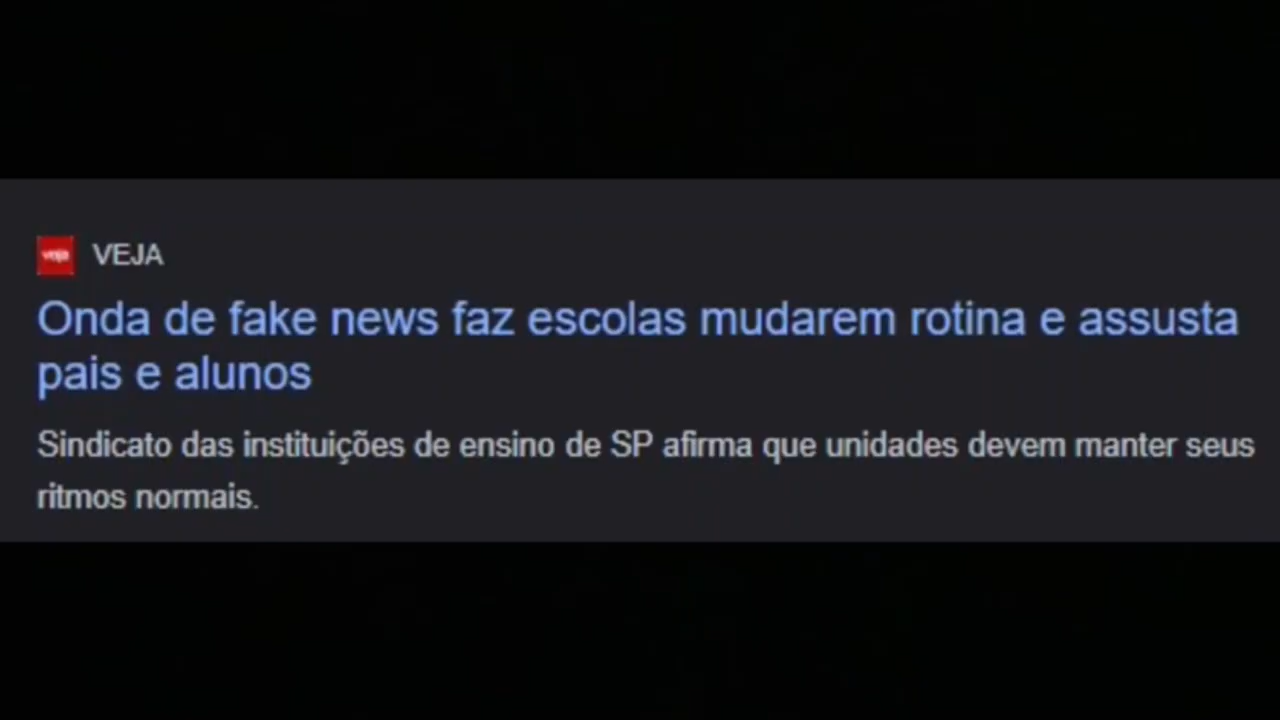 veja VEJA
Onda de fake news faz escolas mudarem rotina e assusta
pais e alunos
Sindicato das instituições de ensino de SP afirma que unidades devem manter seus
ritmos normais.